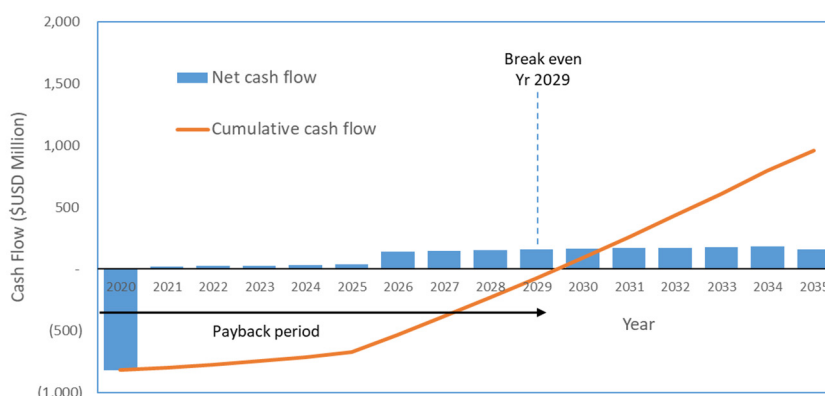 2,000
1,500
1,000
500
-
(500)
(1,000)
Cash Flow ($USD Million)
Net cash flow
Cumulative cash flow
Break even
Yr 2029
2020 2021 2022 2023 2024 2025 2026 2027 2028 2029 2030 2031 2032 2033 2034 2035
Payback period
Year